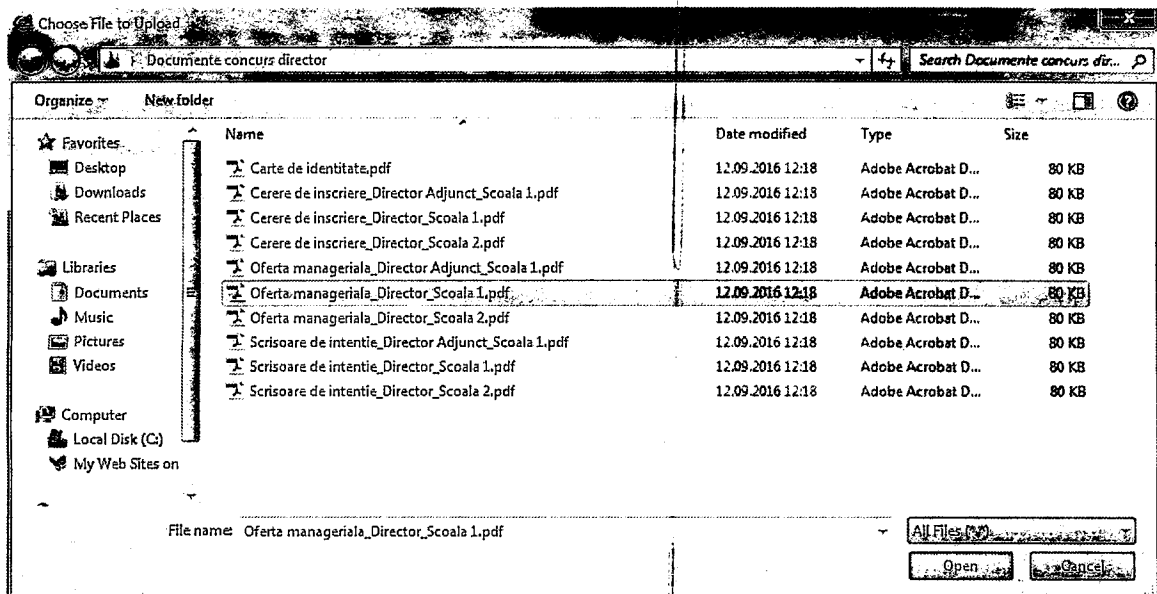 Choose File to Upload
Documente concurs director
Search Documente concurs dir...
Organize New folder
Name Date modified Type Size
Favorites
Desktop
Downloads
Recent Places
Libraries
Documents
Music
Pictures
Videos
Computer
Local Disk (C:)
My Web Sites on
Carte de identitate.pdf 12.09.2016 12:18 Adobe Acrobat D... 80 KB
Cerere de inscriere_Director Adjunct_Scoala 1.pdf 12.09.2016 12:18 Adobe Acrobat D... 80 KB
Cerere de inscriere_Director_Scoala 1.pdf 12.09.2016 12:18 Adobe Acrobat D... 80 KB
Cerere de inscriere_Director_Scoala 2.pdf 12.09.2016 12:18 Adobe Acrobat D... 80 KB
Oferta manageriala_Director Adjunct_Scoala 1.pdf 12.09.2016 12:18 Adobe Acrobat D... 80 KB
Oferta manageriala_Director_Scoala 1.pdf 12.09.2016 12:18 Adobe Acrobat D... 80 KB
Oferta manageriala_Director_Scoala 2.pdf 12.09.2016 12:18 Adobe Acrobat D... 80 KB
Scrisoare de intentie_Director Adjunct_Scoala 1.pdf 12.09.2016 12:18 Adobe Acrobat D... 80 KB
Scrisoare de intentie_Director_Scoala 1.pdf 12.09.2016 12:18 Adobe Acrobat D... 80 KB
Scrisoare de intentie_Director_Scoala 2.pdf 12.09.2016 12:18 Adobe Acrobat D... 80 KB
File name: Oferta manageriala_Director_Scoala 1.pdf
All Files (*.*)
Open Cancel